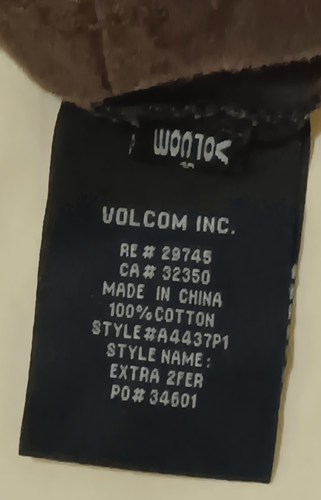 VOLCOM
VOLCOM INC.
RE # 29745
CA # 32350
MADE IN CHINA
100% COTTON
STYLE#A4437P1
STYLE NAME:
EXTRA 2FER
PO# 34601